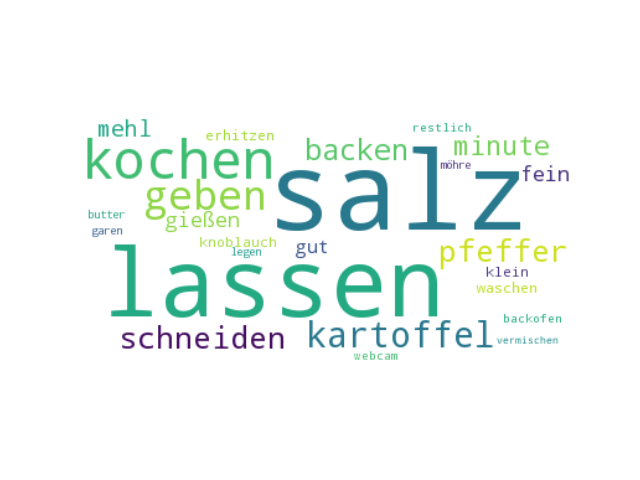 restlich
mehl
erhitzen
kochen
backen
minute
salz
möhre
fein
geben
gießen
butter
garen
knoblauch
legen
gut
pfeffer
klein
waschen
lassen
schneiden
kartoffel
backofen
vermischen
webcam